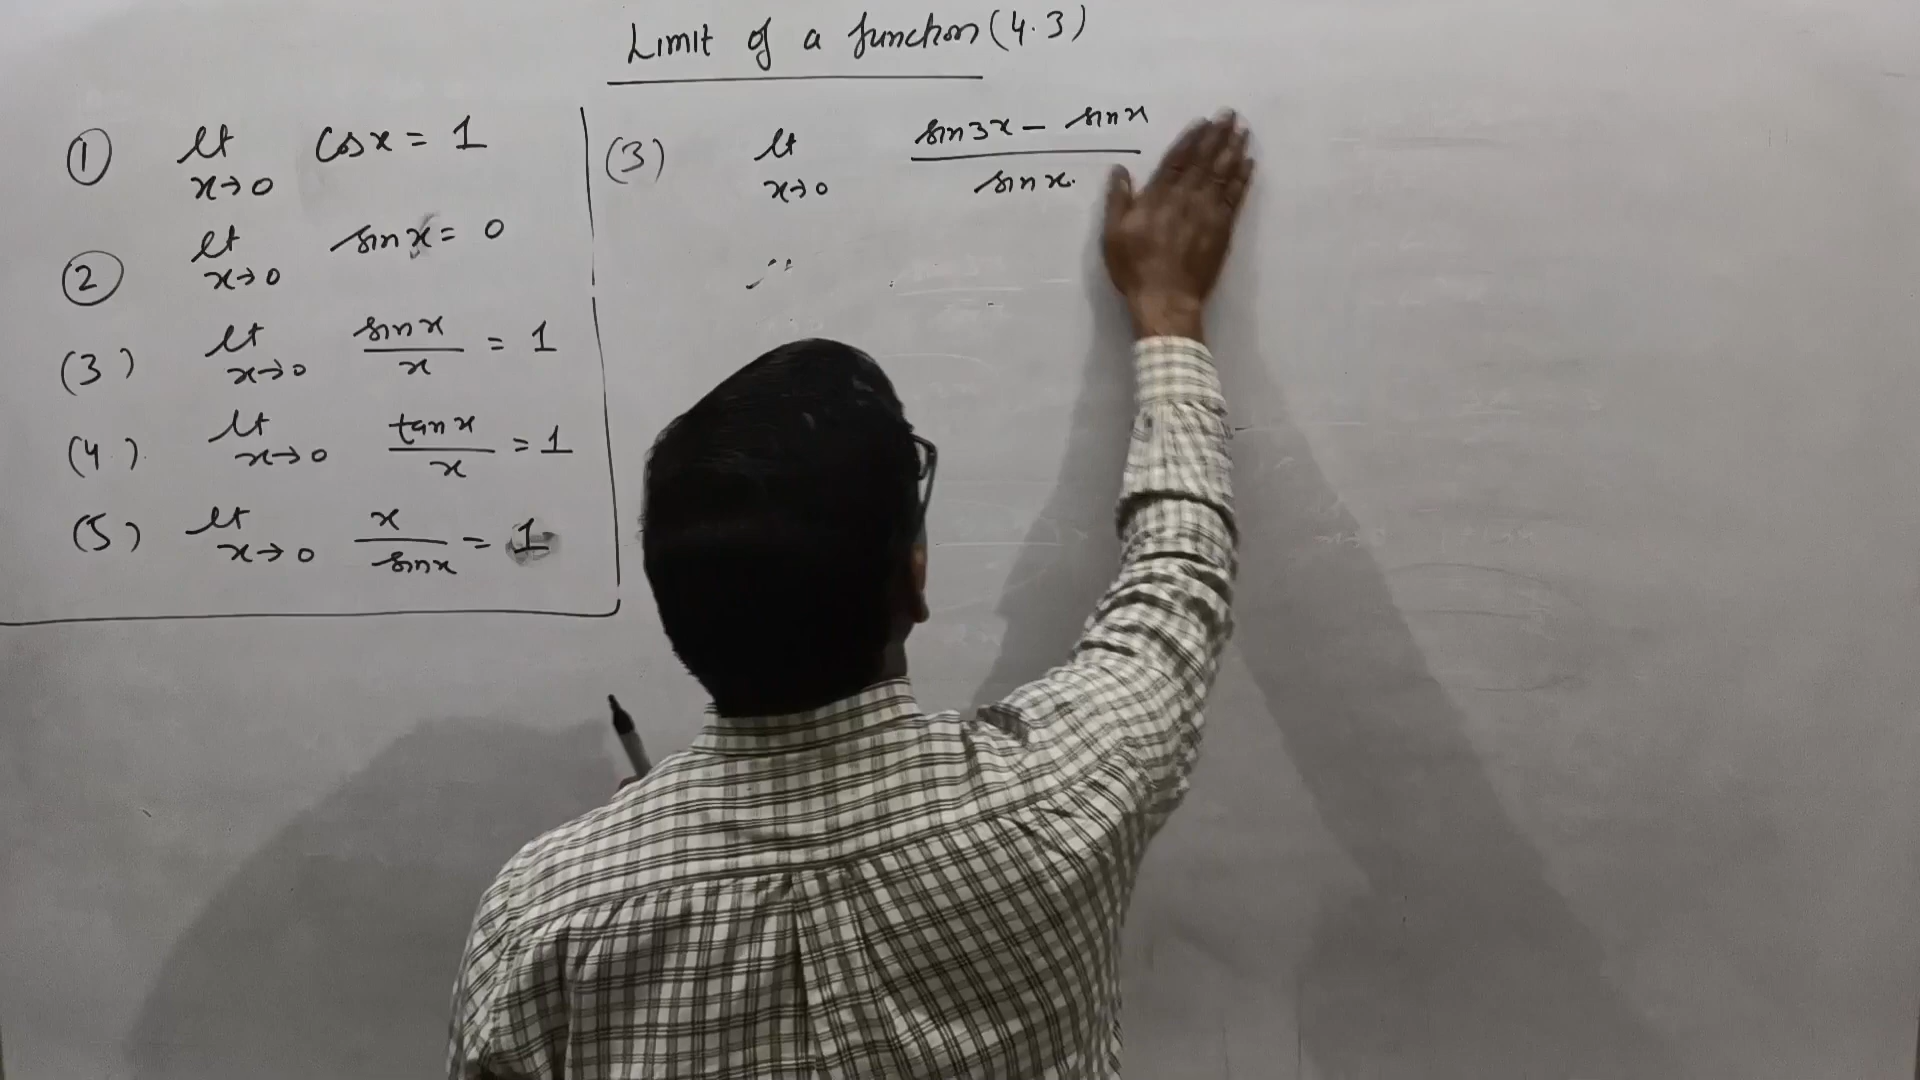 Limit of a function (4.3)
① lt x→0 cos x = 1
② lt x→0 sin x = 0
(3) lt x→0 sin x / x = 1
(4.) lt x→0 tan x / x = 1
(5) lt x→0 x / sin x = 1
(3) lt x→0 sin 3x − sin x / sin x.